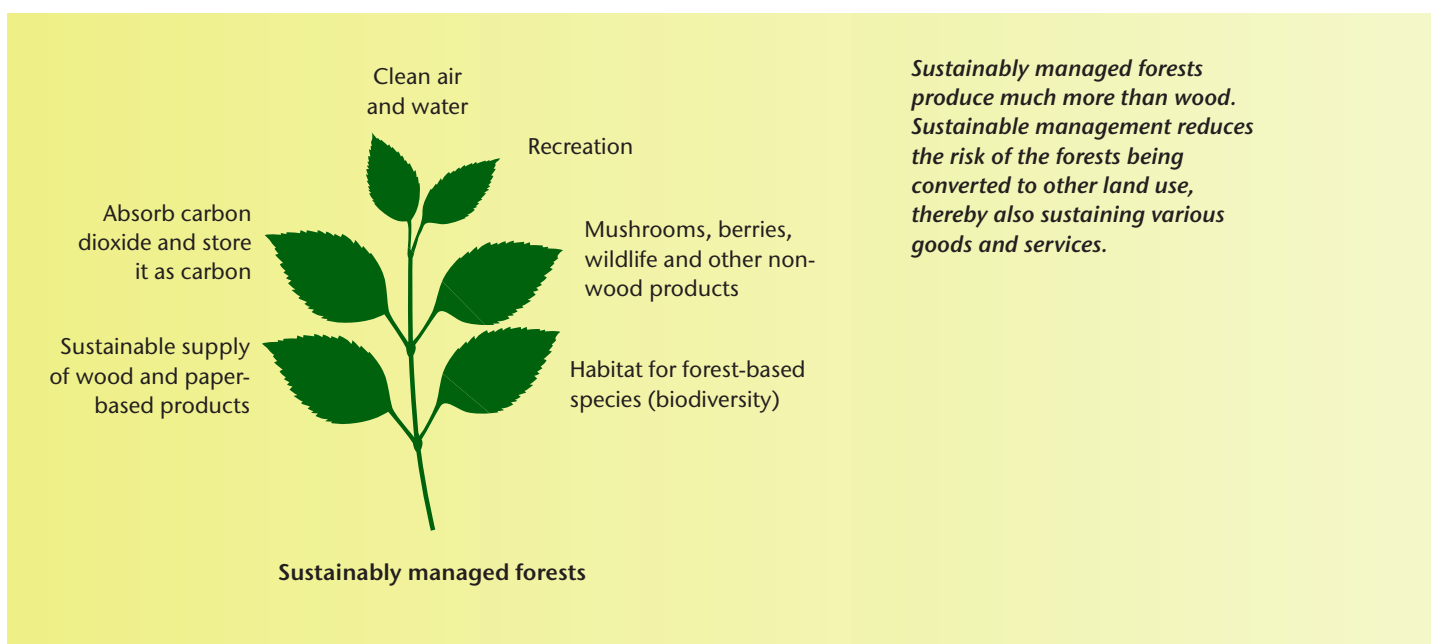 Clean air
and water
Recreation
Absorb carbon
dioxide and store
it as carbon
Mushrooms, berries,
wildlife and other non-
wood products
Sustainable supply
of wood and paper-
based products
Habitat for forest-based
species (biodiversity)
Sustainably managed forests
Sustainably managed forests
produce much more than wood.
Sustainable management reduces
the risk of the forests being
converted to other land use,
thereby also sustaining various
goods and services.